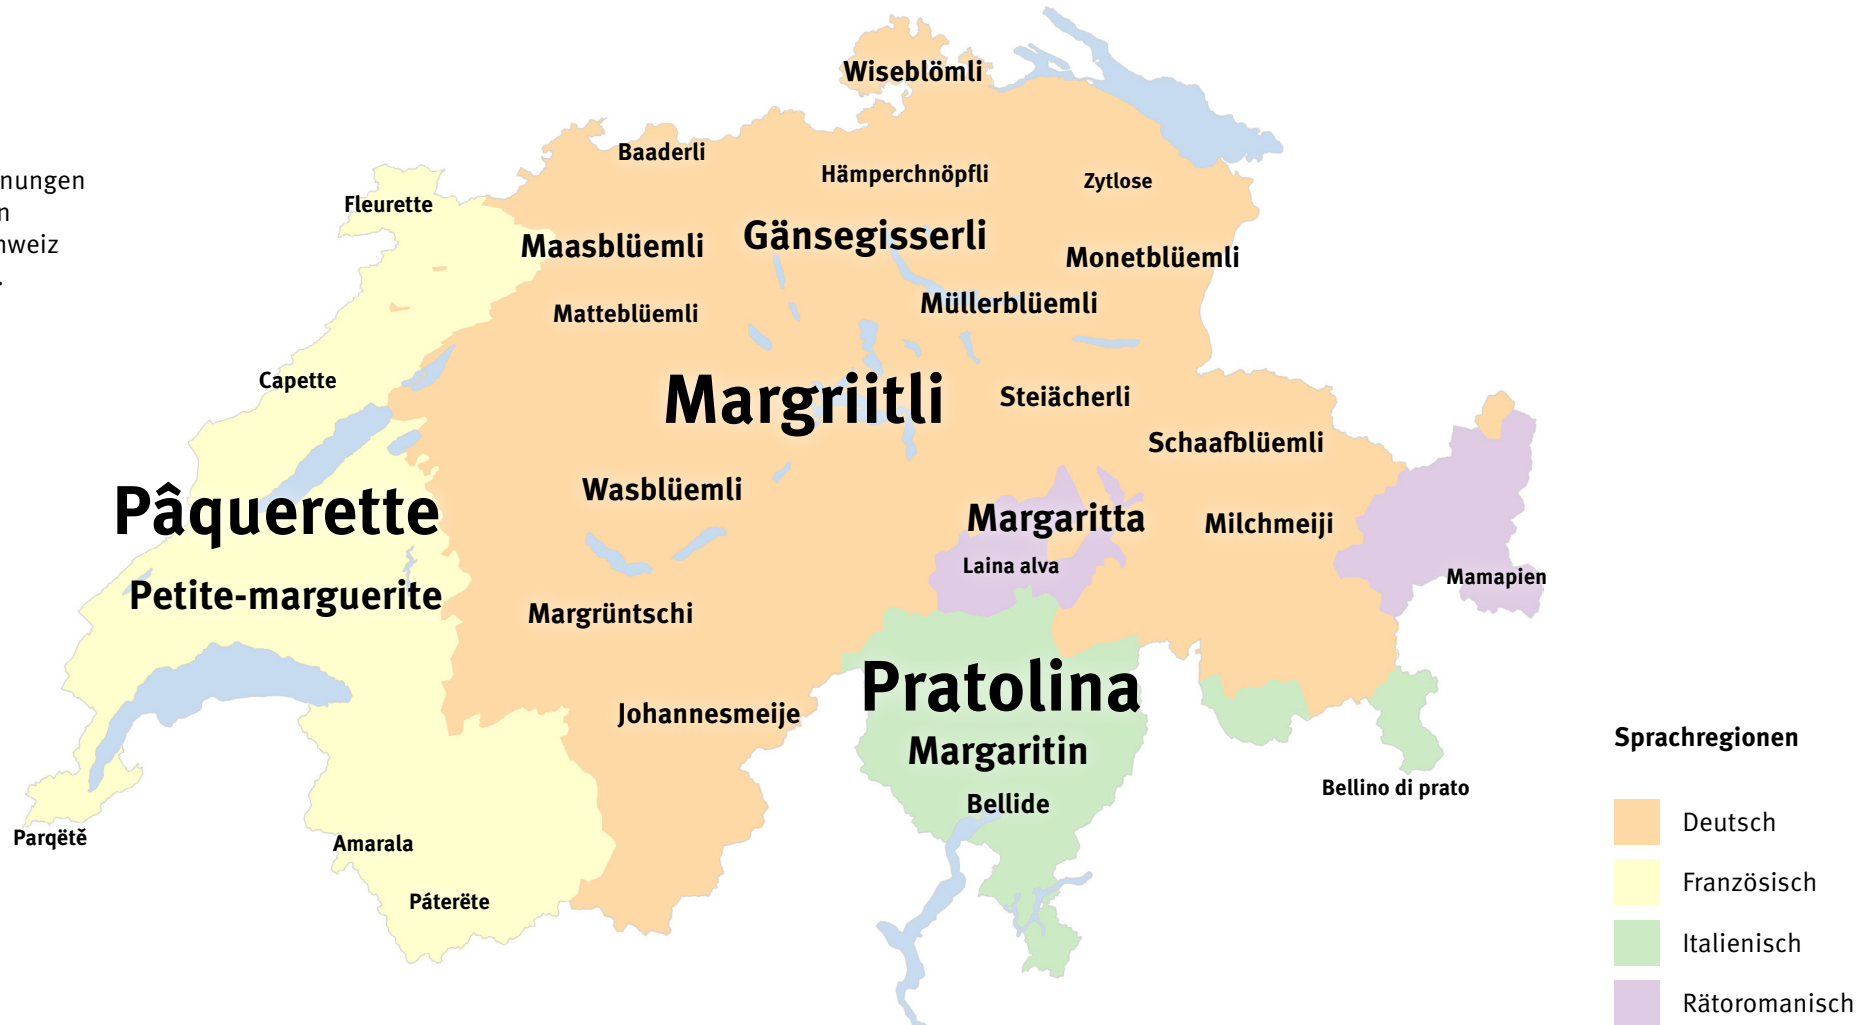 nungen
n
hweiz
.
Wiseblömli
Baaderli
Hämperchnöpfli
Zytlose
Fleurette
Maasblüemli
Gänsegisserli
Monetblüemli
Matteblüemli
Müllerblüemli
Capette
Margriitli
Steiächerli
Schaafblüemli
Pâquerette
Wasblüemli
Margaritta
Milchmeiji
Laina alva
Mamapien
Petite-marguerite
Margrüntschi
Pratolina
Johannesmeije
Margaritin
Bellide
Bellino di prato
Parqëtě
Amarala
Páterëte
Sprachregionen
Deutsch
Französisch
Italienisch
Rätoromanisch